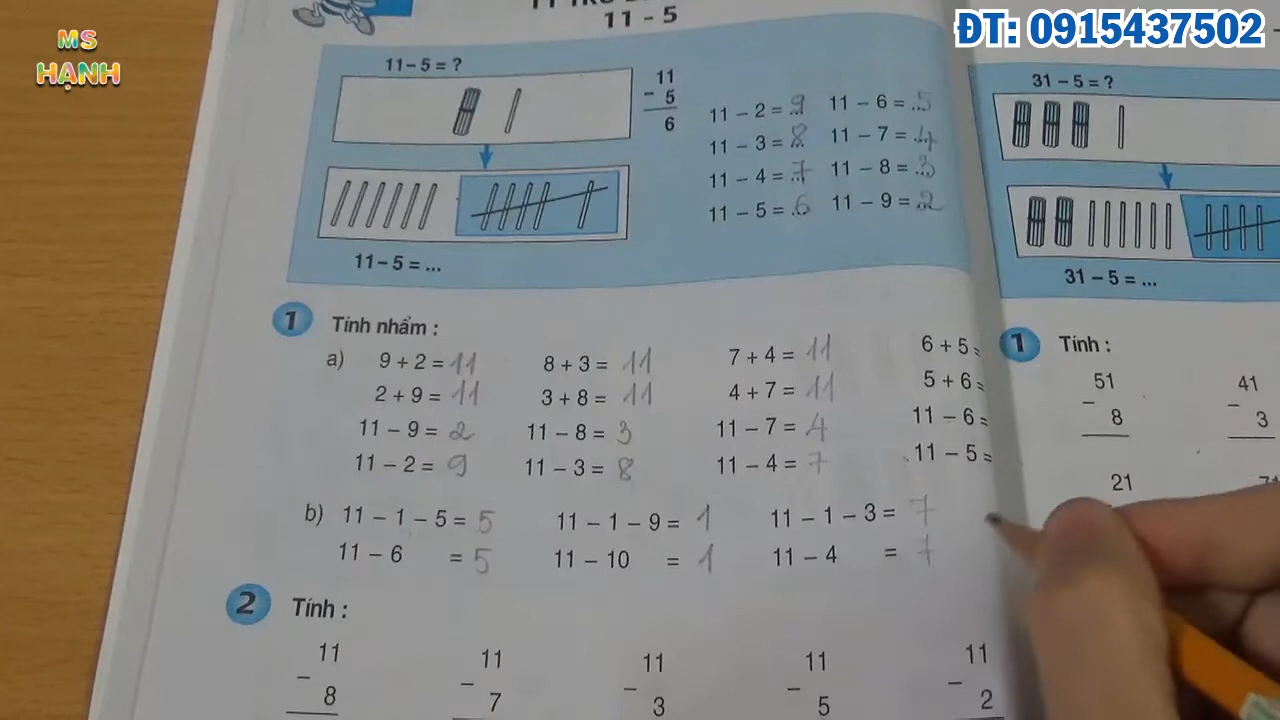 MS
HẠNH
ĐT: 0915437502
11 - 5
11 – 5 = ?
11
– 5
6
11 – 5 = ...
11 – 2 = 9
11 – 6 = 5
11 – 3 = 8
11 – 7 = 4
11 – 4 = 7
11 – 8 = 3
11 – 5 = 6
11 – 9 = 2
1 Tính nhẩm :
a) 9 + 2 = 11 8 + 3 = 11 7 + 4 = 11 6 + 5 =
2 + 9 = 11 3 + 8 = 11 4 + 7 = 11 5 + 6 =
11 – 9 = 2 11 – 8 = 3 11 – 7 = 4 11 – 6 =
11 – 2 = 9 11 – 3 = 8 11 – 4 = 7 11 – 5 =
b) 11 – 1 – 5 = 5 11 – 1 – 9 = 1 11 – 1 – 3 = 7
11 – 6 = 5 11 – 10 = 1 11 – 4 = 7
2 Tính :
11 11 11 11 11
– 8 – 7 – 3 – 5 – 2
31 – 5 = ?
31 – 5 = ...
1 Tính :
51 41
– 8 – 3
21